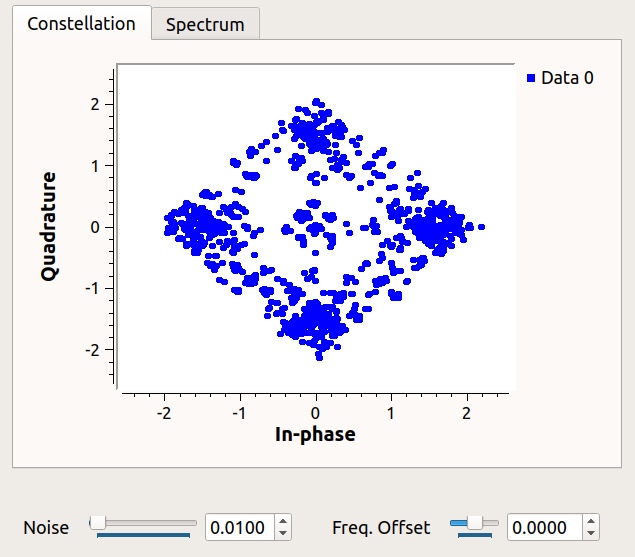 Constellation
Spectrum
Data 0
2
1
0
-1
-2
Quadrature
-2 -1 0 1 2
In-phase
Noise 0.0100 Freq. Offset 0.0000